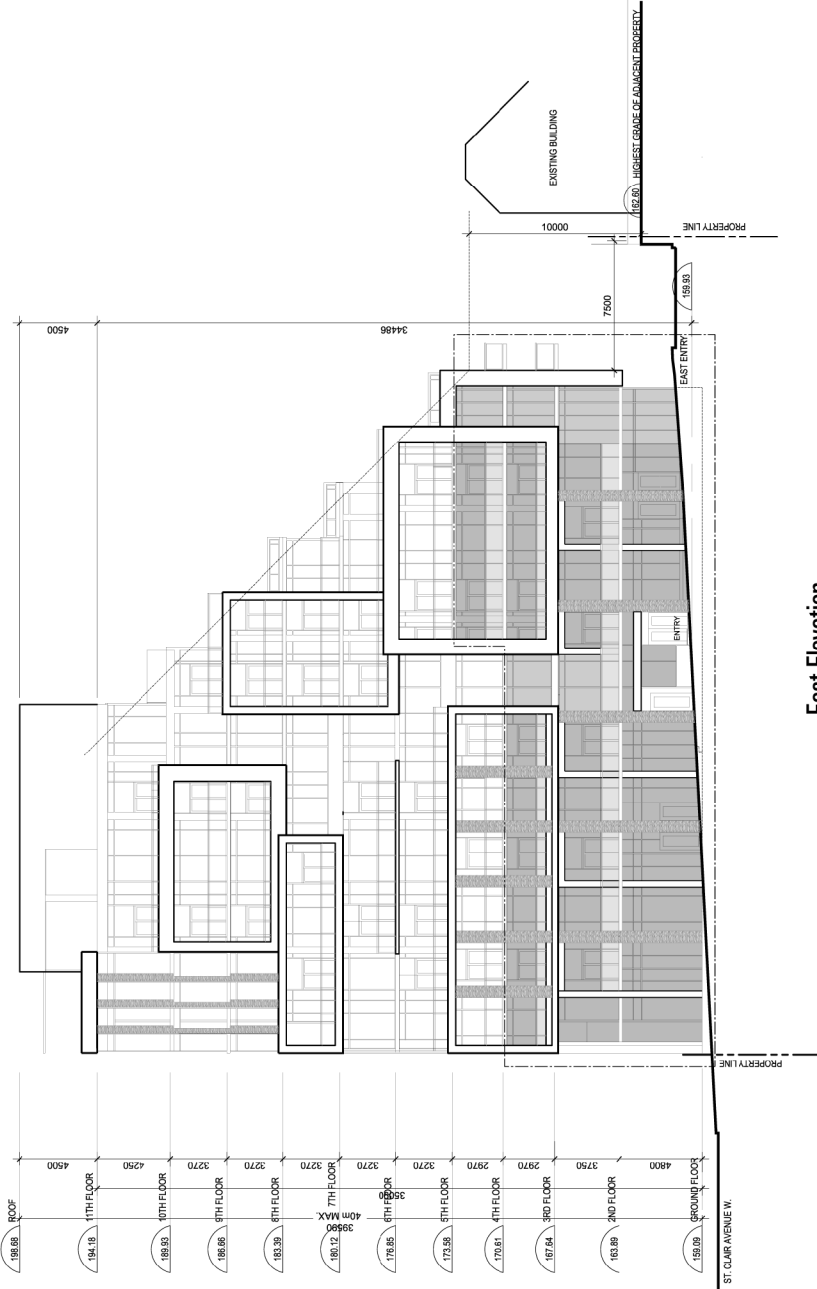 HIGHEST GRADE OF ADJACENT PROPERTY
162.60
EXISTING BUILDING
PROPERTY LINE
10000
7500
159.93
4500
34486
EAST ENTRY
ENTRY
PROPERTY LINE
4500
4250
3270
3270
3270
3270
3270
2970
2970
3750
4800
35090
39590
40m MAX.
ROOF
198.68
11TH FLOOR
194.18
10TH FLOOR
189.93
9TH FLOOR
186.66
8TH FLOOR
183.39
7TH FLOOR
180.12
6TH FLOOR
176.85
5TH FLOOR
173.58
4TH FLOOR
170.61
3RD FLOOR
167.64
2ND FLOOR
163.89
GROUND FLOOR
159.09
ST. CLAIR AVENUE W.
East Elevation